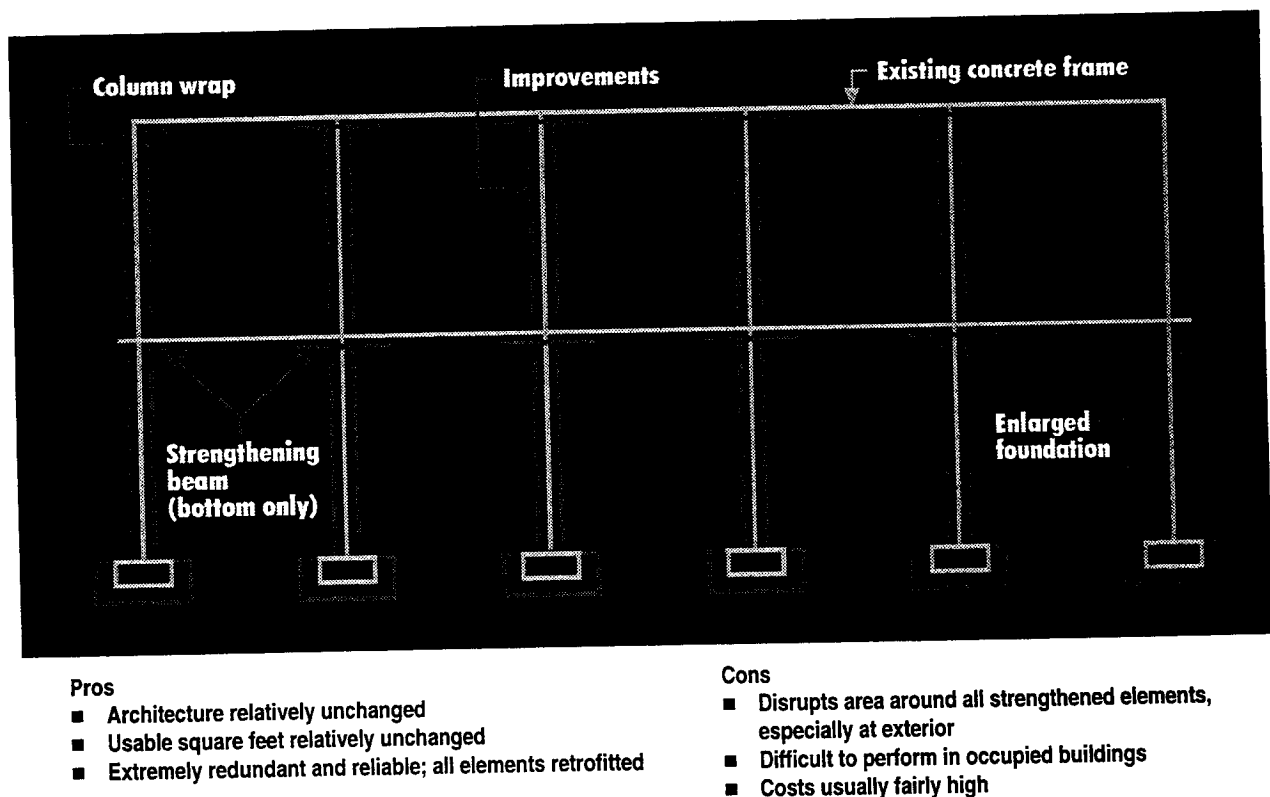 Column wrap
Improvements
Existing concrete frame
Strengthening
beam
(bottom only)
Enlarged
foundation
Pros
■ Architecture relatively unchanged
■ Usable square feet relatively unchanged
■ Extremely redundant and reliable; all elements retrofitted
Cons
■ Disrupts area around all strengthened elements,
especially at exterior
■ Difficult to perform in occupied buildings
■ Costs usually fairly high